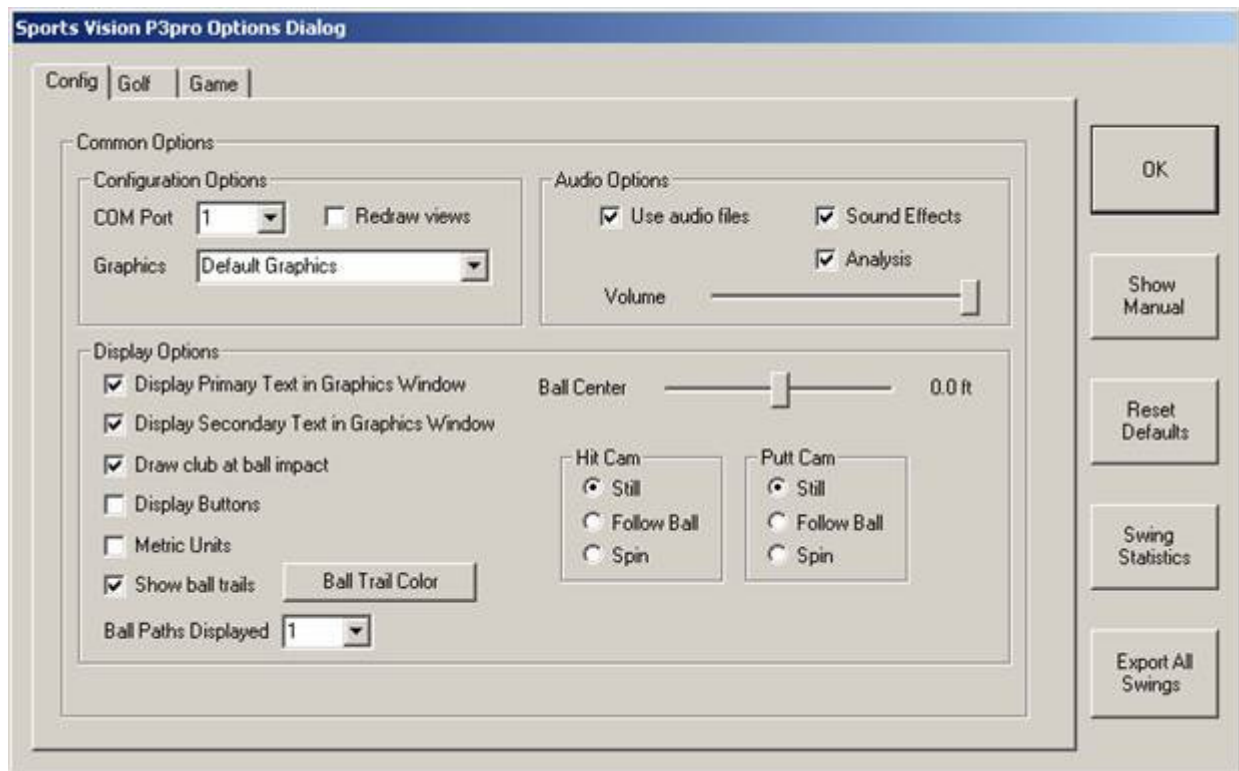 Sports Vision P3pro Options Dialog
Config Golf Game
Common Options
Configuration Options
COM Port 1 Redraw views
Graphics Default Graphics
Audio Options
Use audio files Sound Effects
Analysis
Volume
Display Options
Display Primary Text in Graphics Window
Display Secondary Text in Graphics Window
Draw club at ball impact
Display Buttons
Metric Units
Show ball trails Ball Trail Color
Ball Paths Displayed 1
Ball Center 0.0 ft
Hit Cam
Still
Follow Ball
Spin
Putt Cam
Still
Follow Ball
Spin
OK
Show
Manual
Reset
Defaults
Swing
Statistics
Export All
Swings